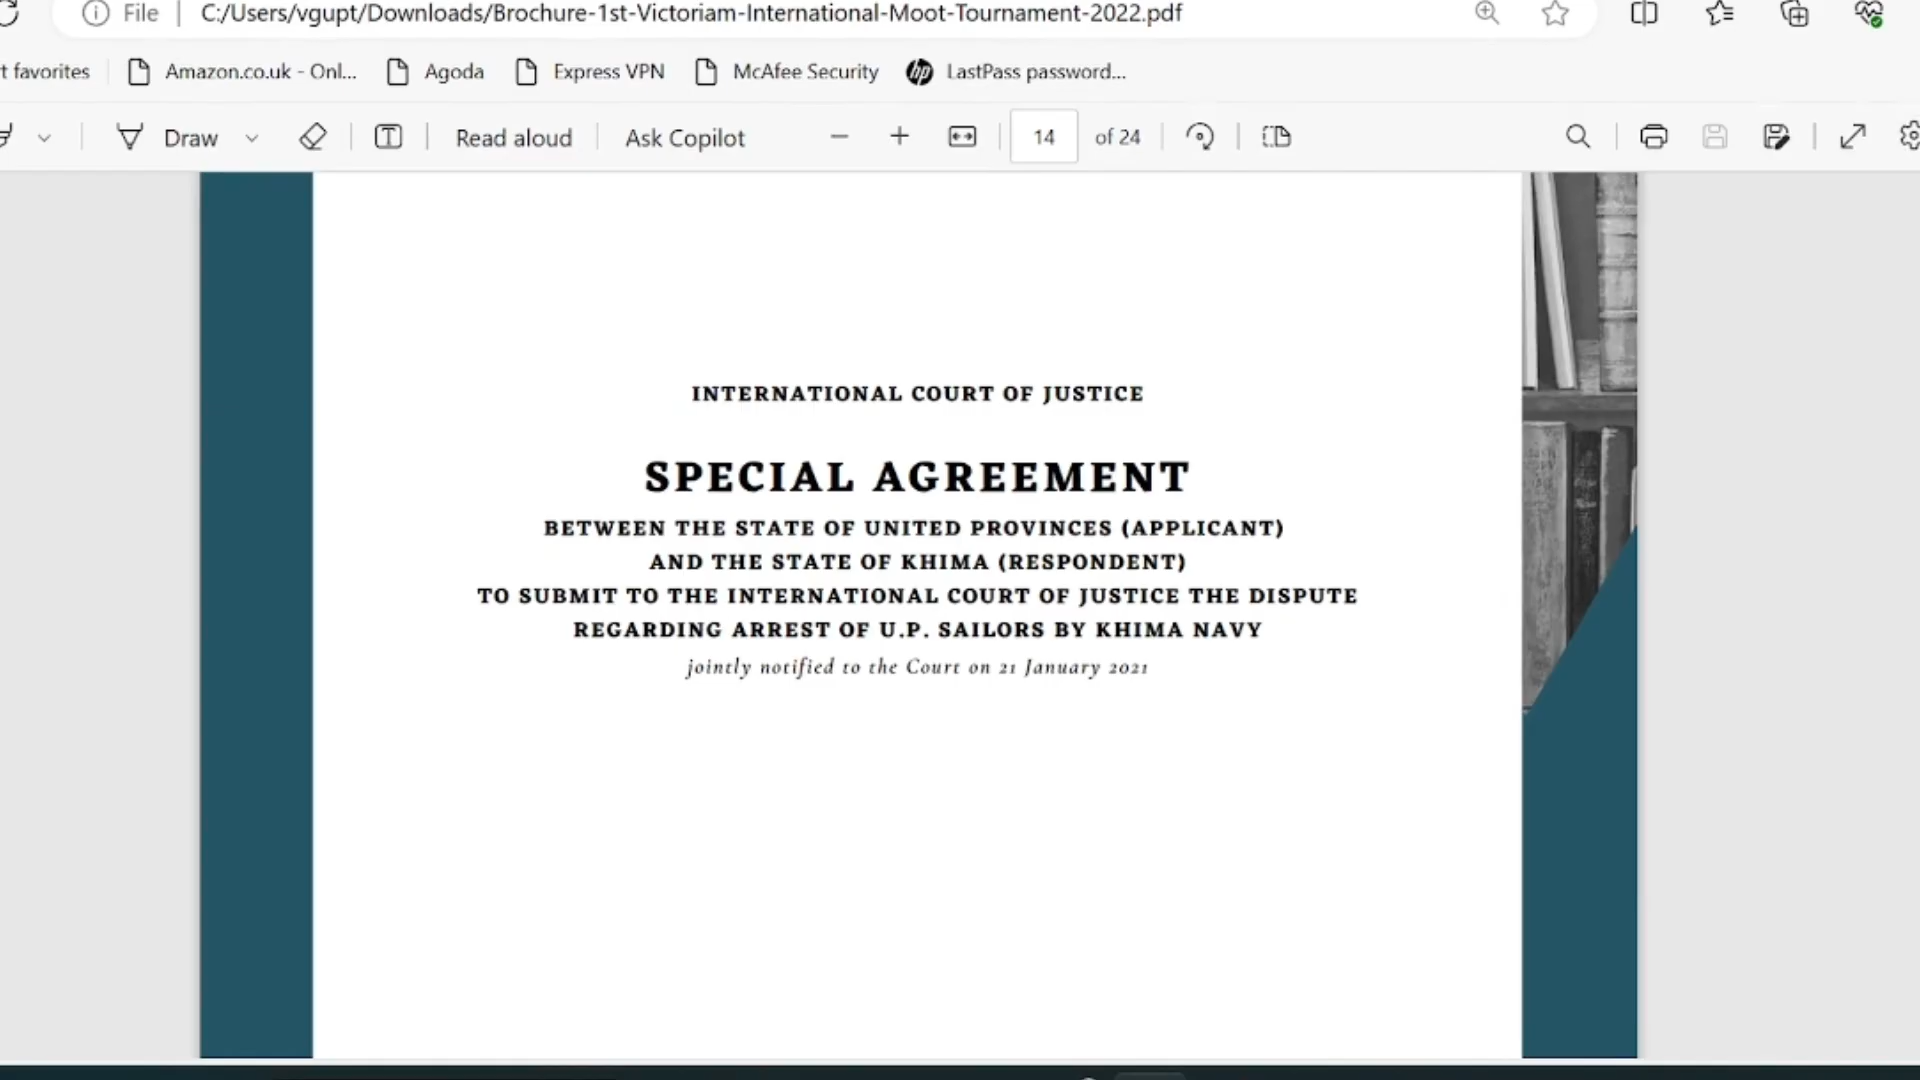 File C:/Users/vgupt/Downloads/Brochure-1st-Victoriam-International-Moot-Tournament-2022.pdf
t favorites Amazon.co.uk - Onl... Agoda Express VPN McAfee Security LastPass password...
Draw Read aloud Ask Copilot 14 of 24
INTERNATIONAL COURT OF JUSTICE
SPECIAL AGREEMENT
BETWEEN THE STATE OF UNITED PROVINCES (APPLICANT)
AND THE STATE OF KHIMA (RESPONDENT)
TO SUBMIT TO THE INTERNATIONAL COURT OF JUSTICE THE DISPUTE
REGARDING ARREST OF U.P. SAILORS BY KHIMA NAVY
jointly notified to the Court on 21 January 2021